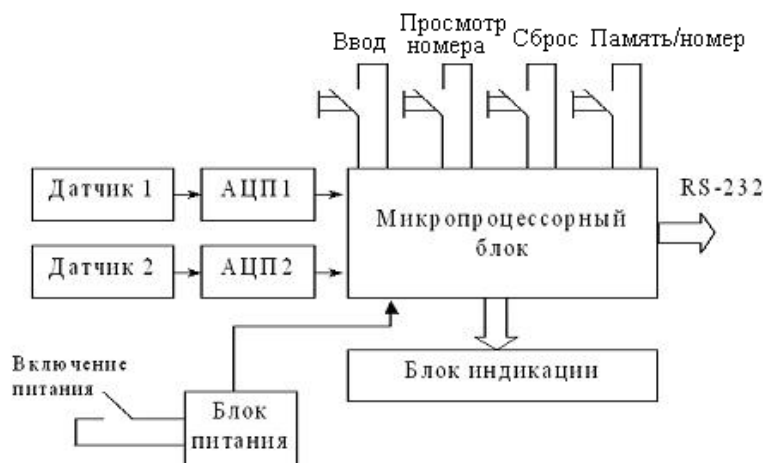 Ввод
Просмотр
номера
Сброс
Память/номер
Датчик 1
АЦП1
Микропроцессорный
блок
RS-232
Датчик 2
АЦП2
Включение
питания
Блок
питания
Блок индикации